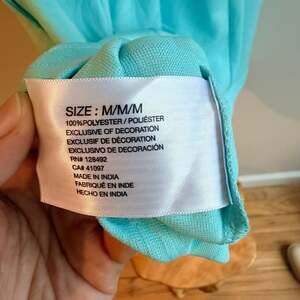 SIZE : M/M/M
100%POLYESTER / POLIÉSTER
EXCLUSIVE OF DECORATION
EXCLUSIF DE DÉCORATION
EXCLUSIVO DE DECORACIÓN
RN# 128492
CA# 41097
MADE IN INDIA
FABRIQUÉ EN INDE
HECHO EN INDIA